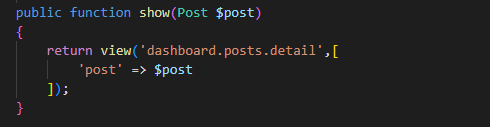 public function show(Post $post)
{
    return view('dashboard.posts.detail',[
        'post' => $post
    ]);
}